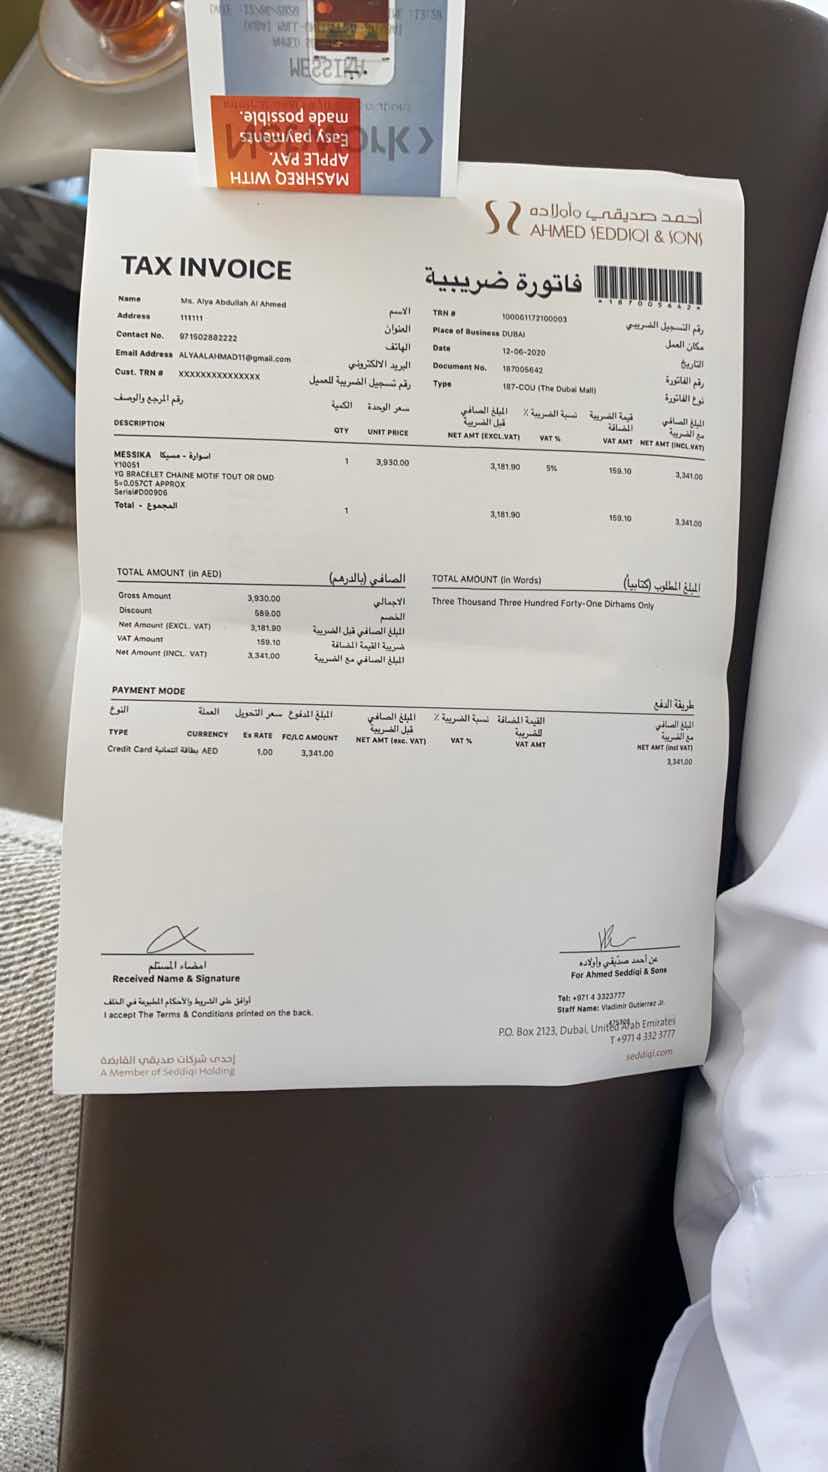 MASHREQ WITH
APPLE PAY.
Easy payments
made possible.
MESSIKA
أحمد صديقي وأولاده
AHMED SEDDIQI & SONS
TAX INVOICE
فاتورة ضريبية
*187005642*
Name Ms. Alya Abdullah Al Ahmed الاسم
Address 111111 العنوان
Contact No. 971502882222 الهاتف
Email Address ALYAALAHMAD11@gmail.com البريد الالكتروني
Cust. TRN # XXXXXXXXXXXXXXX رقم تسجيل الضريبة للعميل
TRN # 100061172100003 رقم التسجيل الضريبي
Place of Business DUBAI مكان العمل
Date 12-06-2020 التاريخ
Document No. 187005642 رقم الفاتورة
Type 187-COU (The Dubai Mall) نوع الفاتورة
رقم المرجع والوصف الكمية سعر الوحدة المبلغ الصافي قبل الضريبة نسبة الضريبة % قيمة الضريبة المضافة المبلغ الصافي مع الضريبة
DESCRIPTION QTY UNIT PRICE NET AMT (EXCL.VAT) VAT % VAT AMT NET AMT (INCL.VAT)
MESSIKA اسوارة - مسيكا 1 3,930.00 3,181.90 5% 159.10 3,341.00
Y10051
YG BRACELET CHAINE MOTIF TOUT OR DMD
5=0.057CT APPROX
Serial#D00906
Total - المجموع 1 3,181.90 159.10 3,341.00
TOTAL AMOUNT (in AED) الصافي (بالدرهم)
Gross Amount 3,930.00 الاجمالي
Discount 589.00 الخصم
Net Amount (EXCL. VAT) 3,181.90 المبلغ الصافي قبل الضريبة
VAT Amount 159.10 ضريبة القيمة المضافة
Net Amount (INCL. VAT) 3,341.00 المبلغ الصافي مع الضريبة
TOTAL AMOUNT (in Words) المبلغ المطلوب (كتابيا)
Three Thousand Three Hundred Forty-One Dirhams Only
PAYMENT MODE طريقة الدفع
النوع العملة سعر التحويل المبلغ المدفوع المبلغ الصافي قبل الضريبة نسبة الضريبة % القيمة المضافة للضريبة المبلغ الصافي مع الضريبة
TYPE CURRENCY Ex RATE FC/LC AMOUNT NET AMT (exc. VAT) VAT % VAT AMT NET AMT (incl VAT)
Credit Card بطاقة ائتمانية AED 1.00 3,341.00 3,341.00
امضاء المستلم
Received Name & Signature
أوافق على الشروط والأحكام المطبوعة في الخلف
I accept The Terms & Conditions printed on the back.
عن أحمد صديقي وأولاده
For Ahmed Seddiqi & Sons
Tel: +971 4 3323777
Staff Name: Vladimir Gutierrez Jr.
P.O. Box 2123, Dubai, United Arab Emirates
T +971 4 332 3777
seddiqi.com
إحدى شركات صديقي القابضة
A Member of Seddiqi Holding